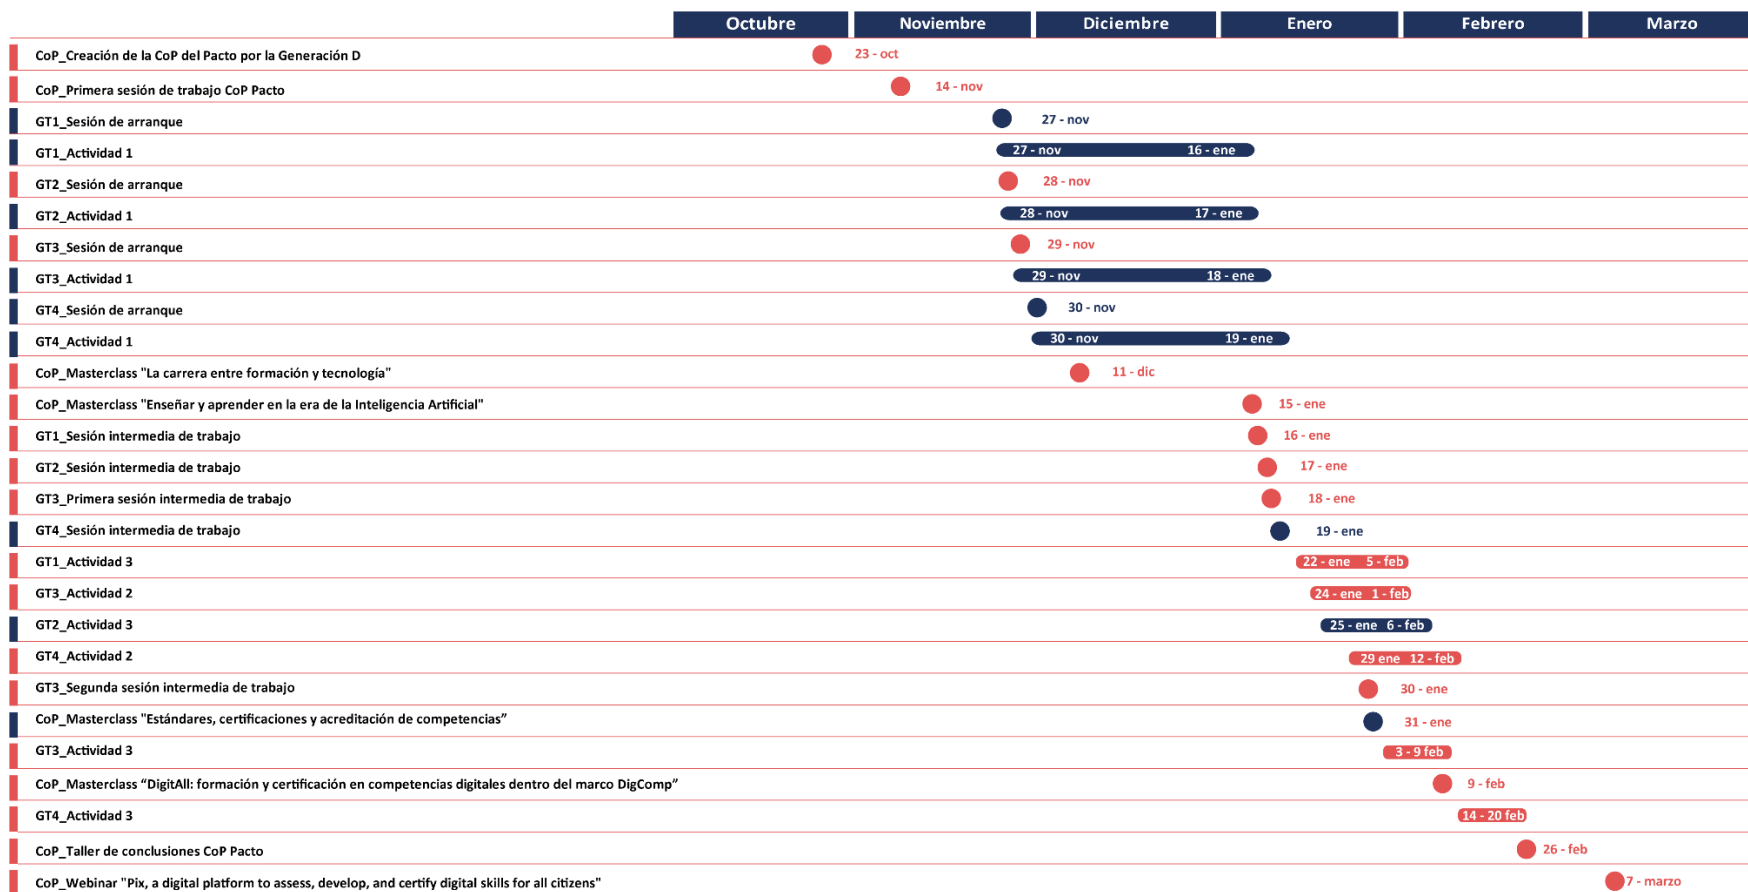 Octubre Noviembre Diciembre Enero Febrero Marzo
CoP_Creación de la CoP del Pacto por la Generación D 23 - oct
CoP_Primera sesión de trabajo CoP Pacto 14 - nov
GT1_Sesión de arranque 27 - nov
GT1_Actividad 1 27 - nov 16 - ene
GT2_Sesión de arranque 28 - nov
GT2_Actividad 1 28 - nov 17 - ene
GT3_Sesión de arranque 29 - nov
GT3_Actividad 1 29 - nov 18 - ene
GT4_Sesión de arranque 30 - nov
GT4_Actividad 1 30 - nov 19 - ene
CoP_Masterclass "La carrera entre formación y tecnología" 11 - dic
CoP_Masterclass "Enseñar y aprender en la era de la Inteligencia Artificial" 15 - ene
GT1_Sesión intermedia de trabajo 16 - ene
GT2_Sesión intermedia de trabajo 17 - ene
GT3_Primera sesión intermedia de trabajo 18 - ene
GT4_Sesión intermedia de trabajo 19 - ene
GT1_Actividad 3 22 - ene 5 - feb
GT3_Actividad 2 24 - ene 1 - feb
GT2_Actividad 3 25 - ene 6 - feb
GT4_Actividad 2 29 ene 12 - feb
GT3_Segunda sesión intermedia de trabajo 30 - ene
CoP_Masterclass "Estándares, certificaciones y acreditación de competencias” 31 - ene
GT3_Actividad 3 3 - 9 feb
CoP_Masterclass “DigitAll: formación y certificación en competencias digitales dentro del marco DigComp” 9 - feb
GT4_Actividad 3 14 - 20 feb
CoP_Taller de conclusiones CoP Pacto 26 - feb
CoP_Webinar "Pix, a digital platform to assess, develop, and certify digital skills for all citizens" 7 - marzo